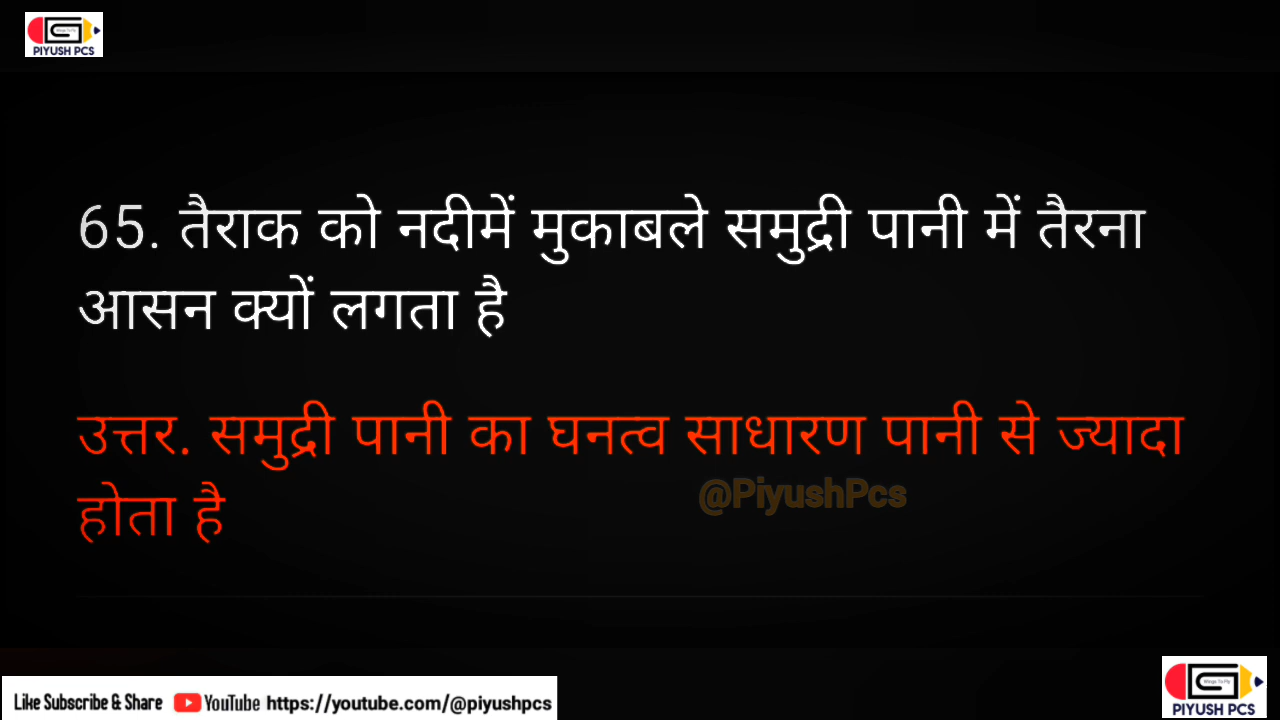 PIYUSH PCS
65. तैराक को नदीमें मुकाबले समुद्री पानी में तैरना
आसन क्यों लगता है
उत्तर. समुद्री पानी का घनत्व साधारण पानी से ज्यादा
@PiyushPcs
होता है
Like Subscribe & Share YouTube https://youtube.com/@piyushpcs
PIYUSH PCS